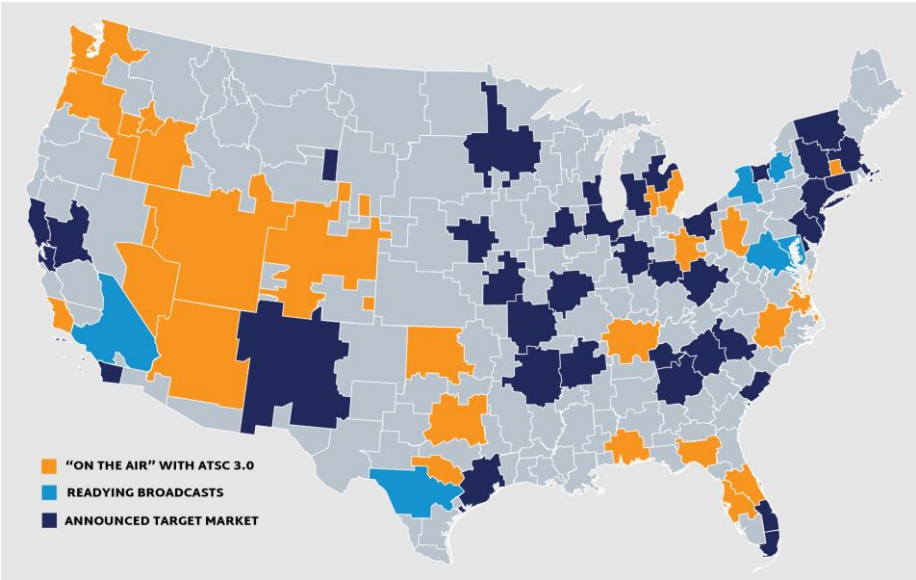 "ON THE AIR" WITH ATSC 3.0
READYING BROADCASTS
ANNOUNCED TARGET MARKET